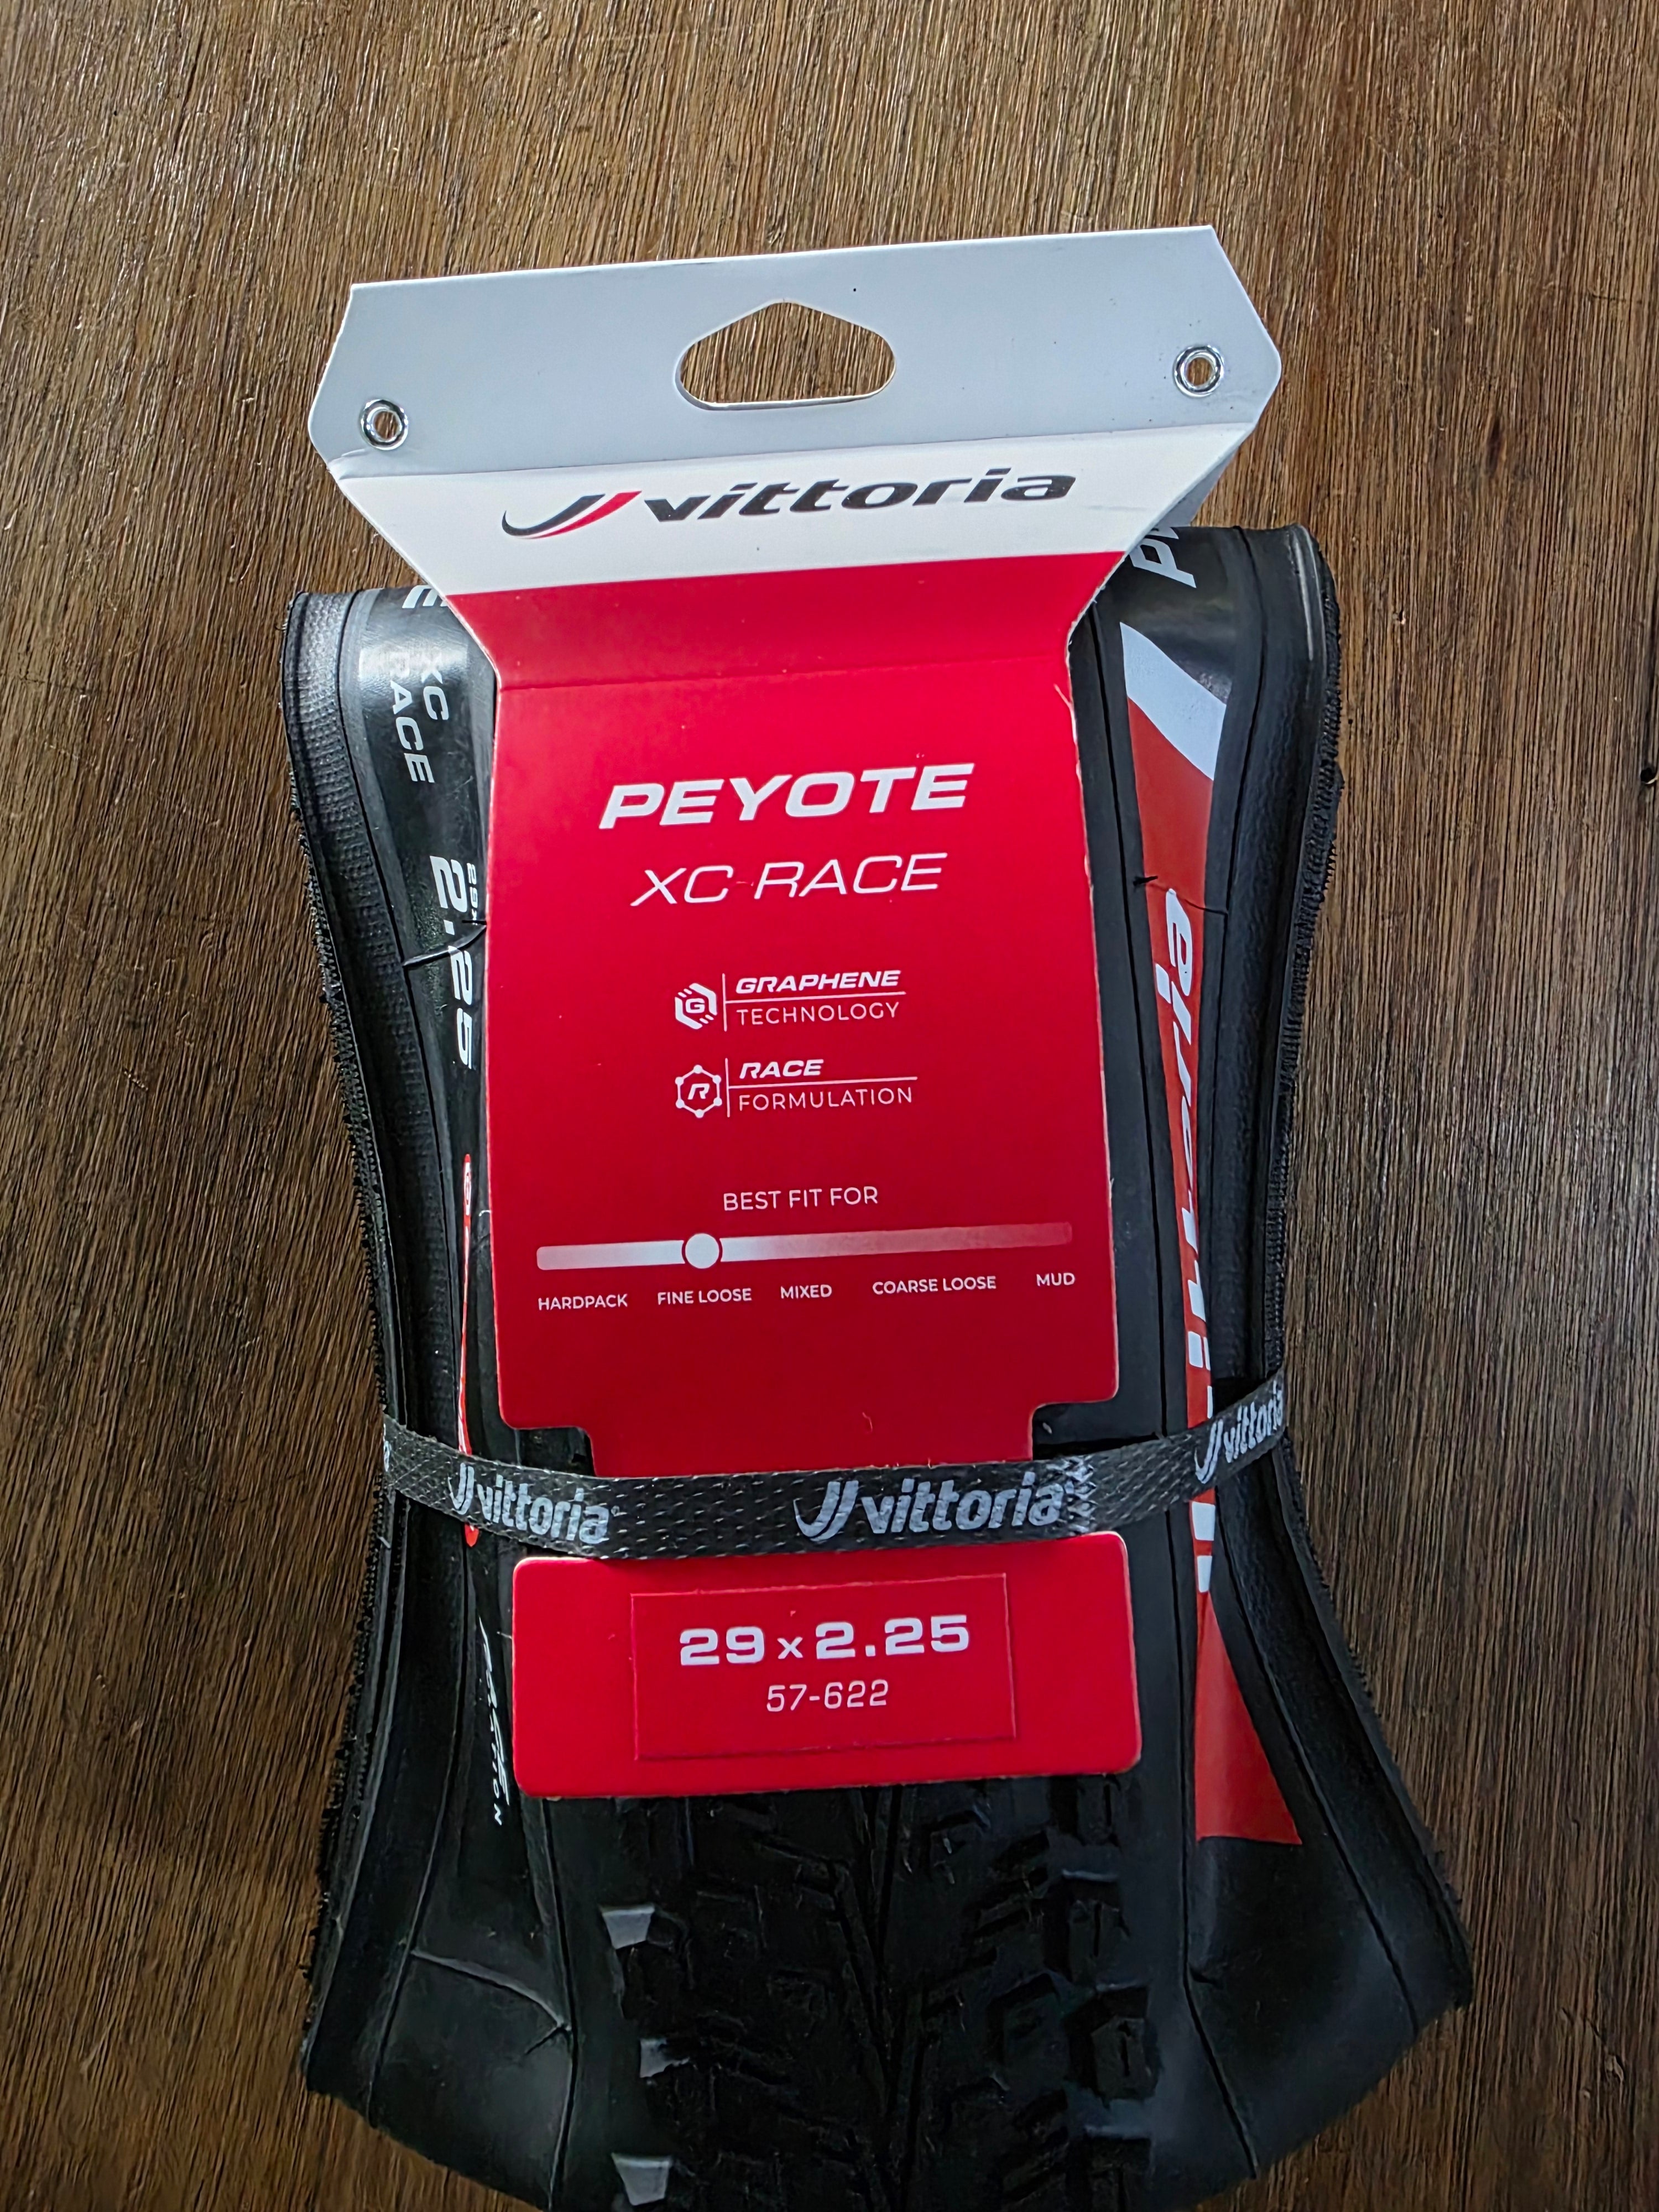 vittoria
PEYOTE
XC-RACE
GRAPHENE
TECHNOLOGY
RACE
FORMULATION
BEST FIT FOR
HARDPACK FINE LOOSE MIXED COARSE LOOSE MUD
vittoria vittoria vittoria
29 x 2.25
57-622
XC
RACE
2.25
vittoria